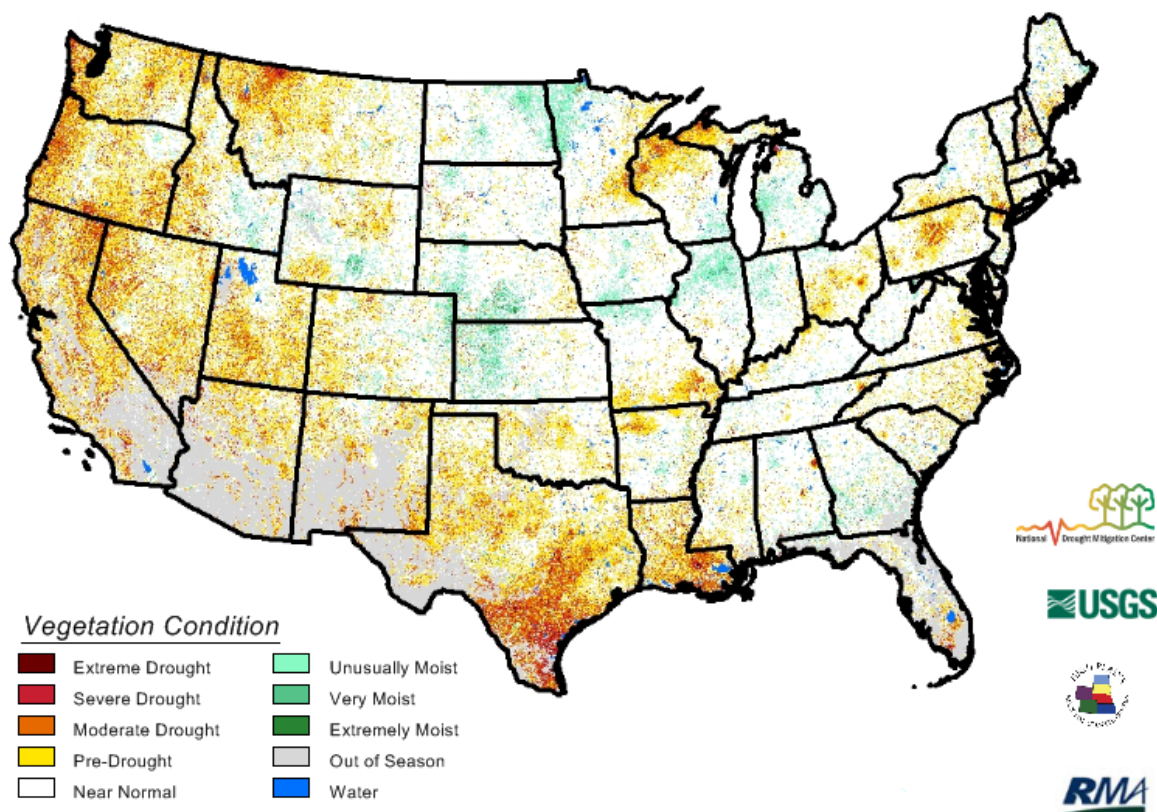 National Drought Mitigation Center
USGS
Vegetation Condition
Extreme Drought
Severe Drought
Moderate Drought
Pre-Drought
Near Normal
Unusually Moist
Very Moist
Extremely Moist
Out of Season
Water
RMA